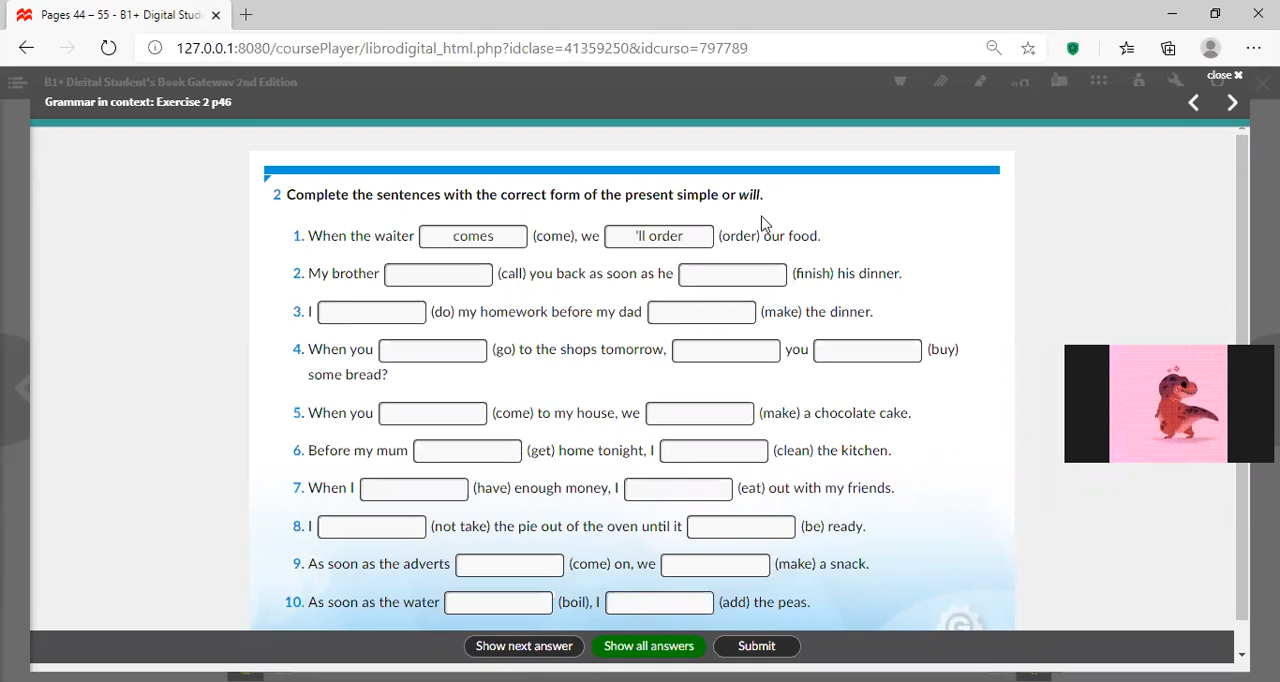 Pages 44 – 55 - B1+ Digital Stud
127.0.0.1:8080/coursePlayer/librodigital_html.php?idclase=41359250&idcurso=797789
B1+ Digital Student's Book Gateway 2nd Edition
close ✖
Grammar in context: Exercise 2 p46
2 Complete the sentences with the correct form of the present simple or will.
1. When the waiter comes (come), we 'll order (order) our food.
2. My brother (call) you back as soon as he (finish) his dinner.
3. I (do) my homework before my dad (make) the dinner.
4. When you (go) to the shops tomorrow, you (buy)
some bread?
5. When you (come) to my house, we (make) a chocolate cake.
6. Before my mum (get) home tonight, I (clean) the kitchen.
7. When I (have) enough money, I (eat) out with my friends.
8. I (not take) the pie out of the oven until it (be) ready.
9. As soon as the adverts (come) on, we (make) a snack.
10. As soon as the water (boil), I (add) the peas.
Show next answer Show all answers Submit